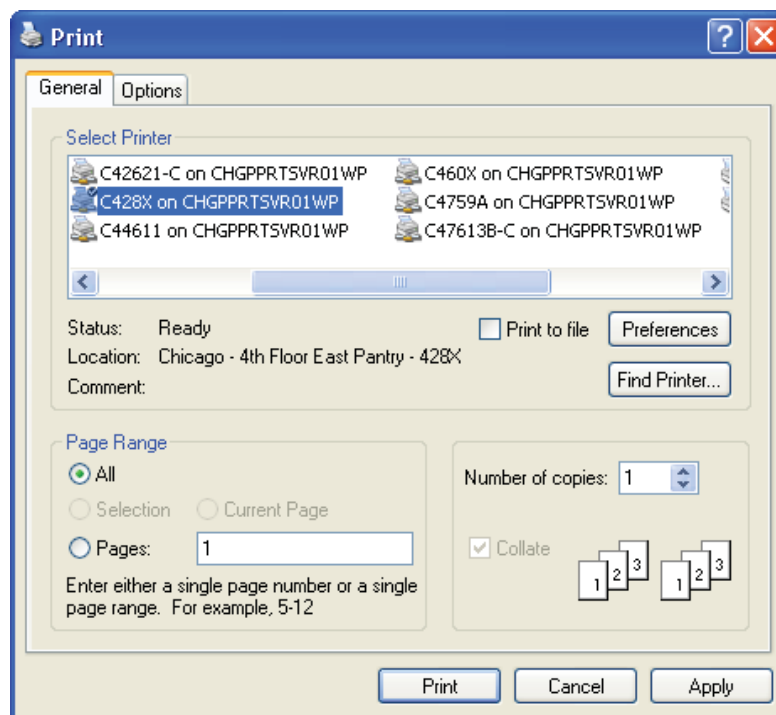 Print
General Options
Select Printer
C42621-C on CHGPPRTSVR01WP C460X on CHGPPRTSVR01WP
C428X on CHGPPRTSVR01WP C4759A on CHGPPRTSVR01WP
C44611 on CHGPPRTSVR01WP C47613B-C on CHGPPRTSVR01WP
Status: Ready Print to file Preferences
Location: Chicago - 4th Floor East Pantry - 428X
Comment: Find Printer...
Page Range
All Number of copies: 1
Selection Current Page
Pages: 1 Collate
Enter either a single page number or a single
page range. For example, 5-12
1 2 3 1 2 3
Print Cancel Apply